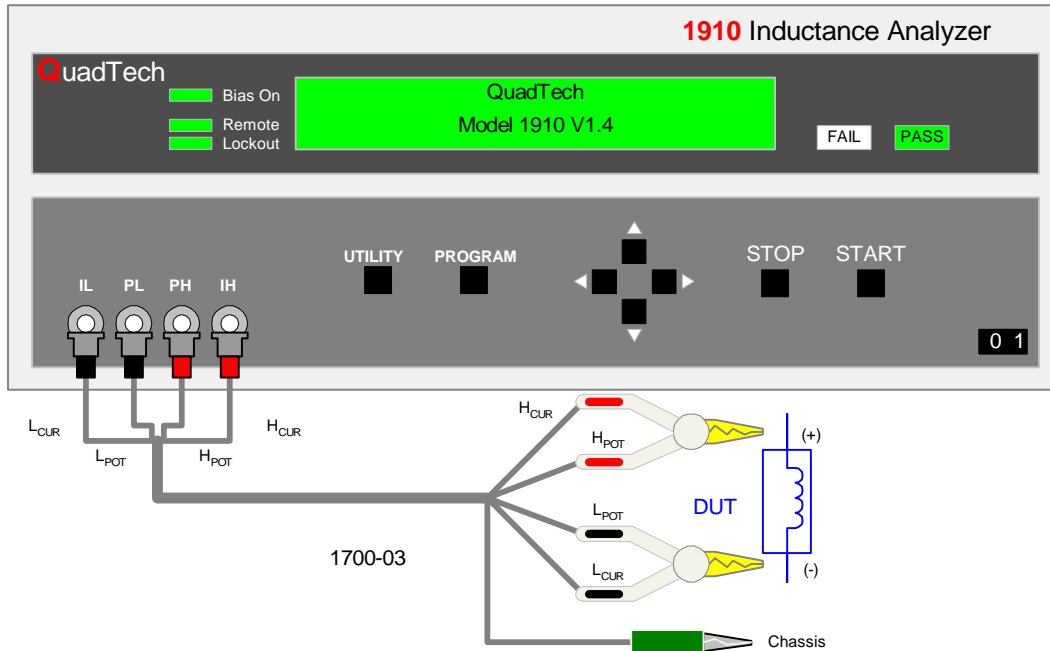 1910 Inductance Analyzer
QuadTech
Bias On
Remote
Lockout
QuadTech
Model 1910 V1.4
FAIL
PASS
UTILITY
PROGRAM
STOP
START
IL
PL
PH
IH
0 1
LCUR
LPOT
HPOT
HCUR
HCUR
HPOT
LPOT
LCUR
DUT
(+)
(-)
1700-03
Chassis